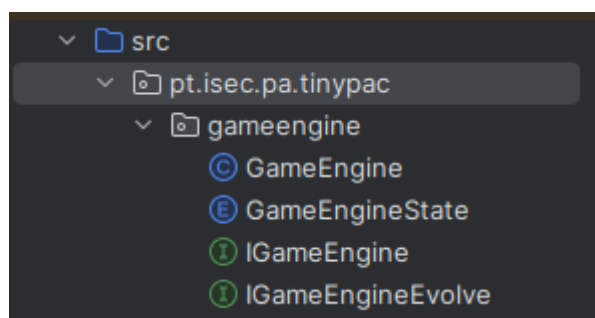 src
pt.isec.pa.tinypac
gameengine
C GameEngine
E GameEngineState
I IGameEngine
I IGameEngineEvolve